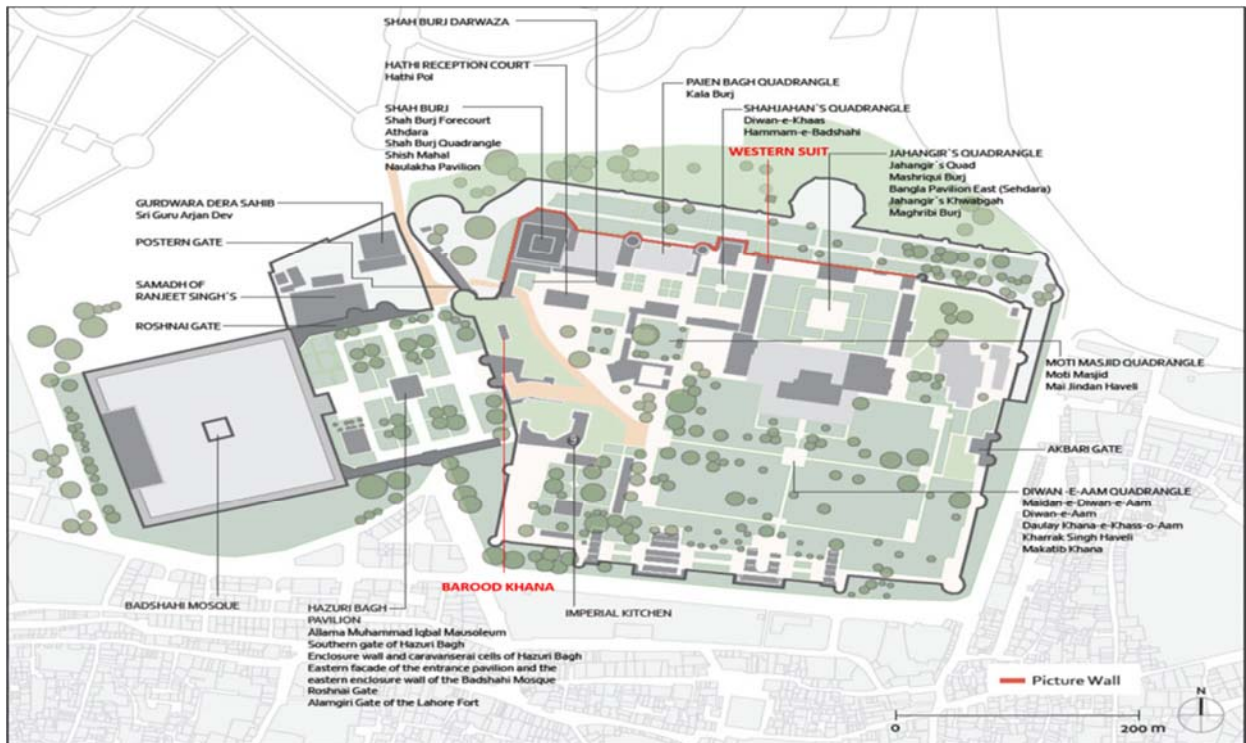 SHAH BURJ DARWAZA
HATHI RECEPTION COURT
Hathi Pol
SHAH BURJ
Shah Burj Forecourt
Athdara
Shah Burj Quadrangle
Shish Mahal
Naulakha Pavilion
GURDWARA DERA SAHIB
Sri Guru Arjan Dev
POSTERN GATE
SAMADH OF
RANJEET SINGH'S
ROSHNAI GATE
PAIEN BAGH QUADRANGLE
Kala Burj
SHAHJAHAN`S QUADRANGLE
Diwan-e-Khaas
Hammam-e-Badshahi
WESTERN SUIT
JAHANGIR`S QUADRANGLE
Jahangir`s Quad
Mashriqui Burj
Bangla Pavilion East (Sehdara)
Jahangir`s Khwabgah
Maghribi Burj
MOTI MASJID QUADRANGLE
Moti Masjid
Mai Jindan Haveli
AKBARI GATE
DIWAN -E-AAM QUADRANGLE
Maidan-e-Diwan-e-Aam
Diwan-e-Aam
Daulay Khana-e-Khass-o-Aam
Kharrak Singh Haveli
Makatib Khana
BADSHAHI MOSQUE
HAZURI BAGH
PAVILION
Allama Muhammad Iqbal Mausoleum
Southern gate of Hazuri Bagh
Enclosure wall and caravanserai cells of Hazuri Bagh
Eastern facade of the entrance pavilion and the
eastern enclosure wall of the Badshahi Mosque
Roshnai Gate
Alamgiri Gate of the Lahore Fort
BAROOD KHANA
IMPERIAL KITCHEN
Picture Wall
N
0
200 m